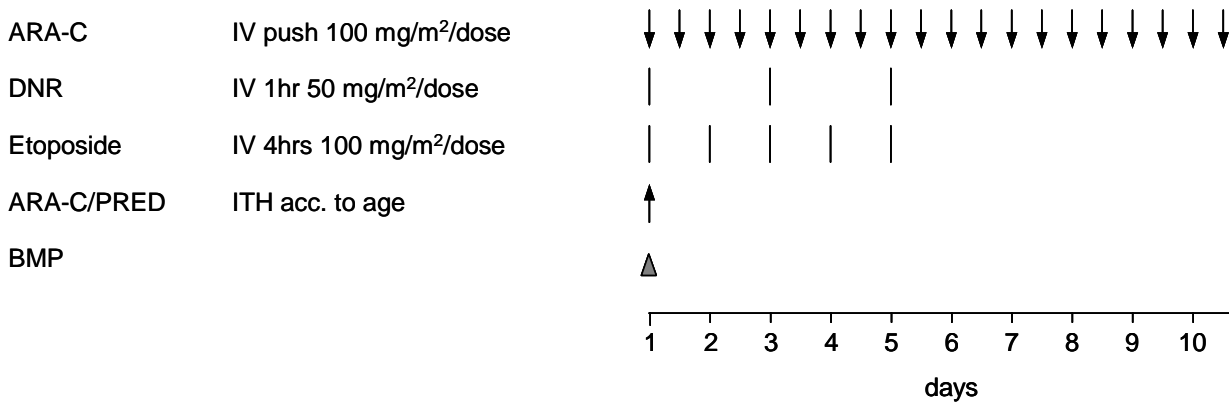 ARA-C IV push 100 mg/m²/dose
DNR IV 1hr 50 mg/m²/dose
Etoposide IV 4hrs 100 mg/m²/dose
ARA-C/PRED ITH acc. to age
BMP
1 2 3 4 5 6 7 8 9 10
days